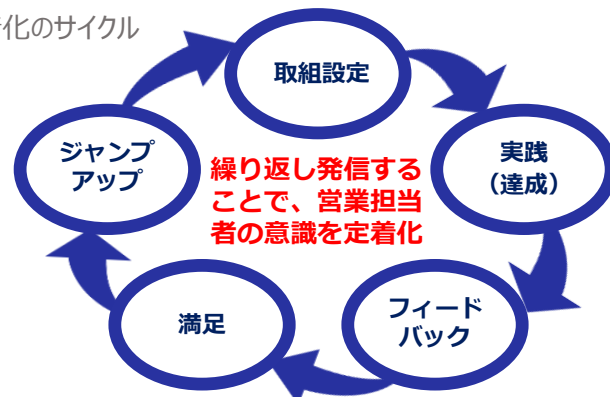 化のサイクル
取組設定
実践
（達成）
フィード
バック
満足
ジャンプ
アップ
繰り返し発信する
ことで、営業担当
者の意識を定着化